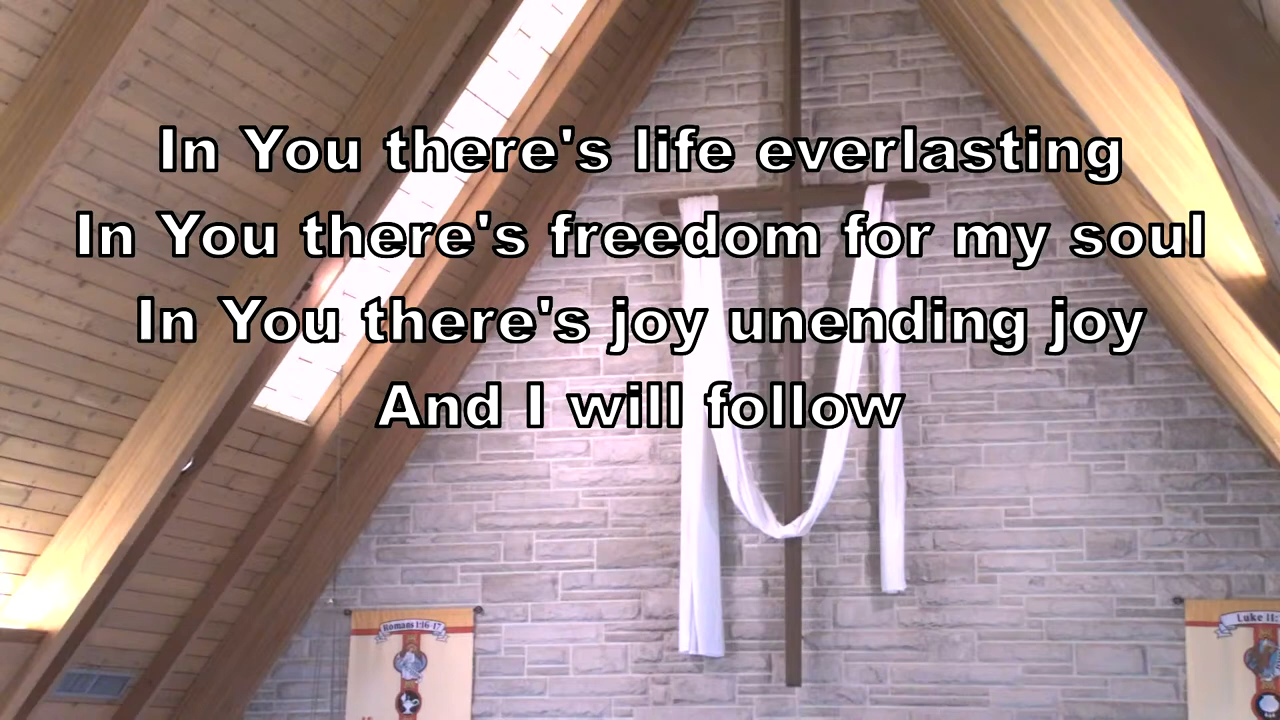 In You there's life everlasting
In You there's freedom for my soul
In You there's joy unending joy
And I will follow
Romans 1:16-17
Luke 11: